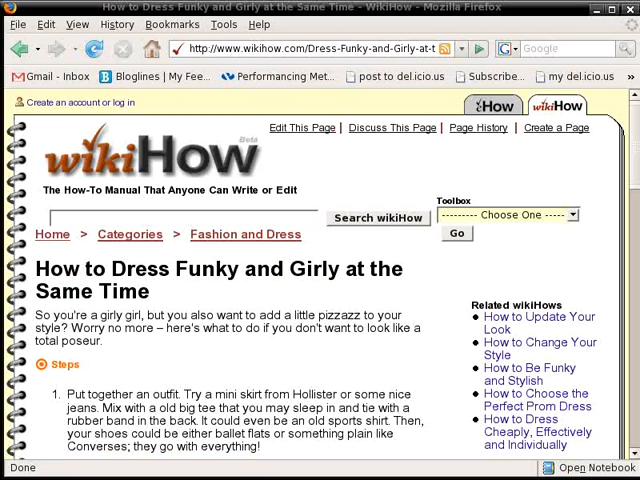 How to Dress Funky and Girly at the Same Time - WikiHow - Mozilla Firefox
File Edit View History Bookmarks Tools Help
http://www.wikihow.com/Dress-Funky-and-Girly-at-t
Google
Gmail - Inbox Bloglines | My Fee... Performancing Met... post to del.icio.us Subscribe... my del.icio.us
Create an account or log in
How wikiHow
Edit This Page | Discuss This Page | Page History | Create a Page
wikiHow Beta
The How-To Manual That Anyone Can Write or Edit
Toolbox
Search wikiHow
--------- Choose One -----
Go
Home > Categories > Fashion and Dress
How to Dress Funky and Girly at the
Same Time
So you're a girly girl, but you also want to add a little pizzazz to your
style? Worry no more – here's what to do if you don't want to look like a
total poseur.
Steps
1. Put together an outfit. Try a mini skirt from Hollister or some nice
jeans. Mix with a old big tee that you may sleep in and tie with a
rubber band in the back. It could even be an old sports shirt. Then,
your shoes could be either ballet flats or something plain like
Converses; they go with everything!
Related wikiHows
How to Update Your
Look
How to Change Your
Style
How to Be Funky
and Stylish
How to Choose the
Perfect Prom Dress
How to Dress
Cheaply, Effectively
and Individually
Done
Open Notebook